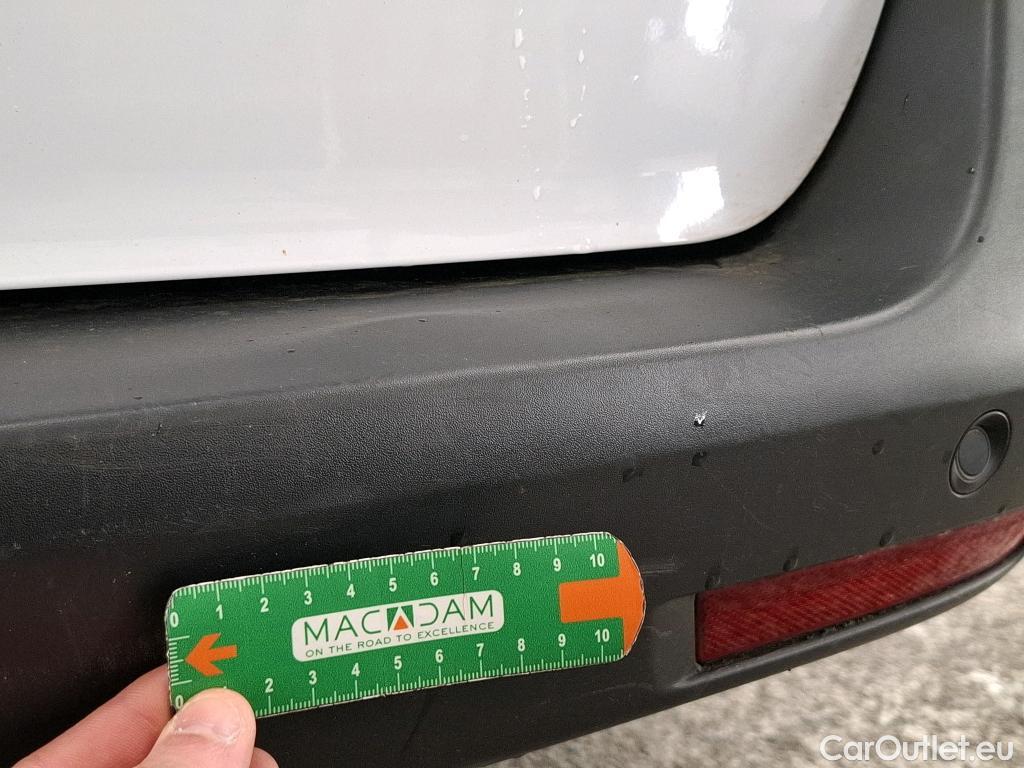 0 1 2 3 4 5 6 7 8 9 10
MACADAM
ON THE ROAD TO EXCELLENCE
0 2 3 4 5 6 7 8 9 10
CarOutlet.eu